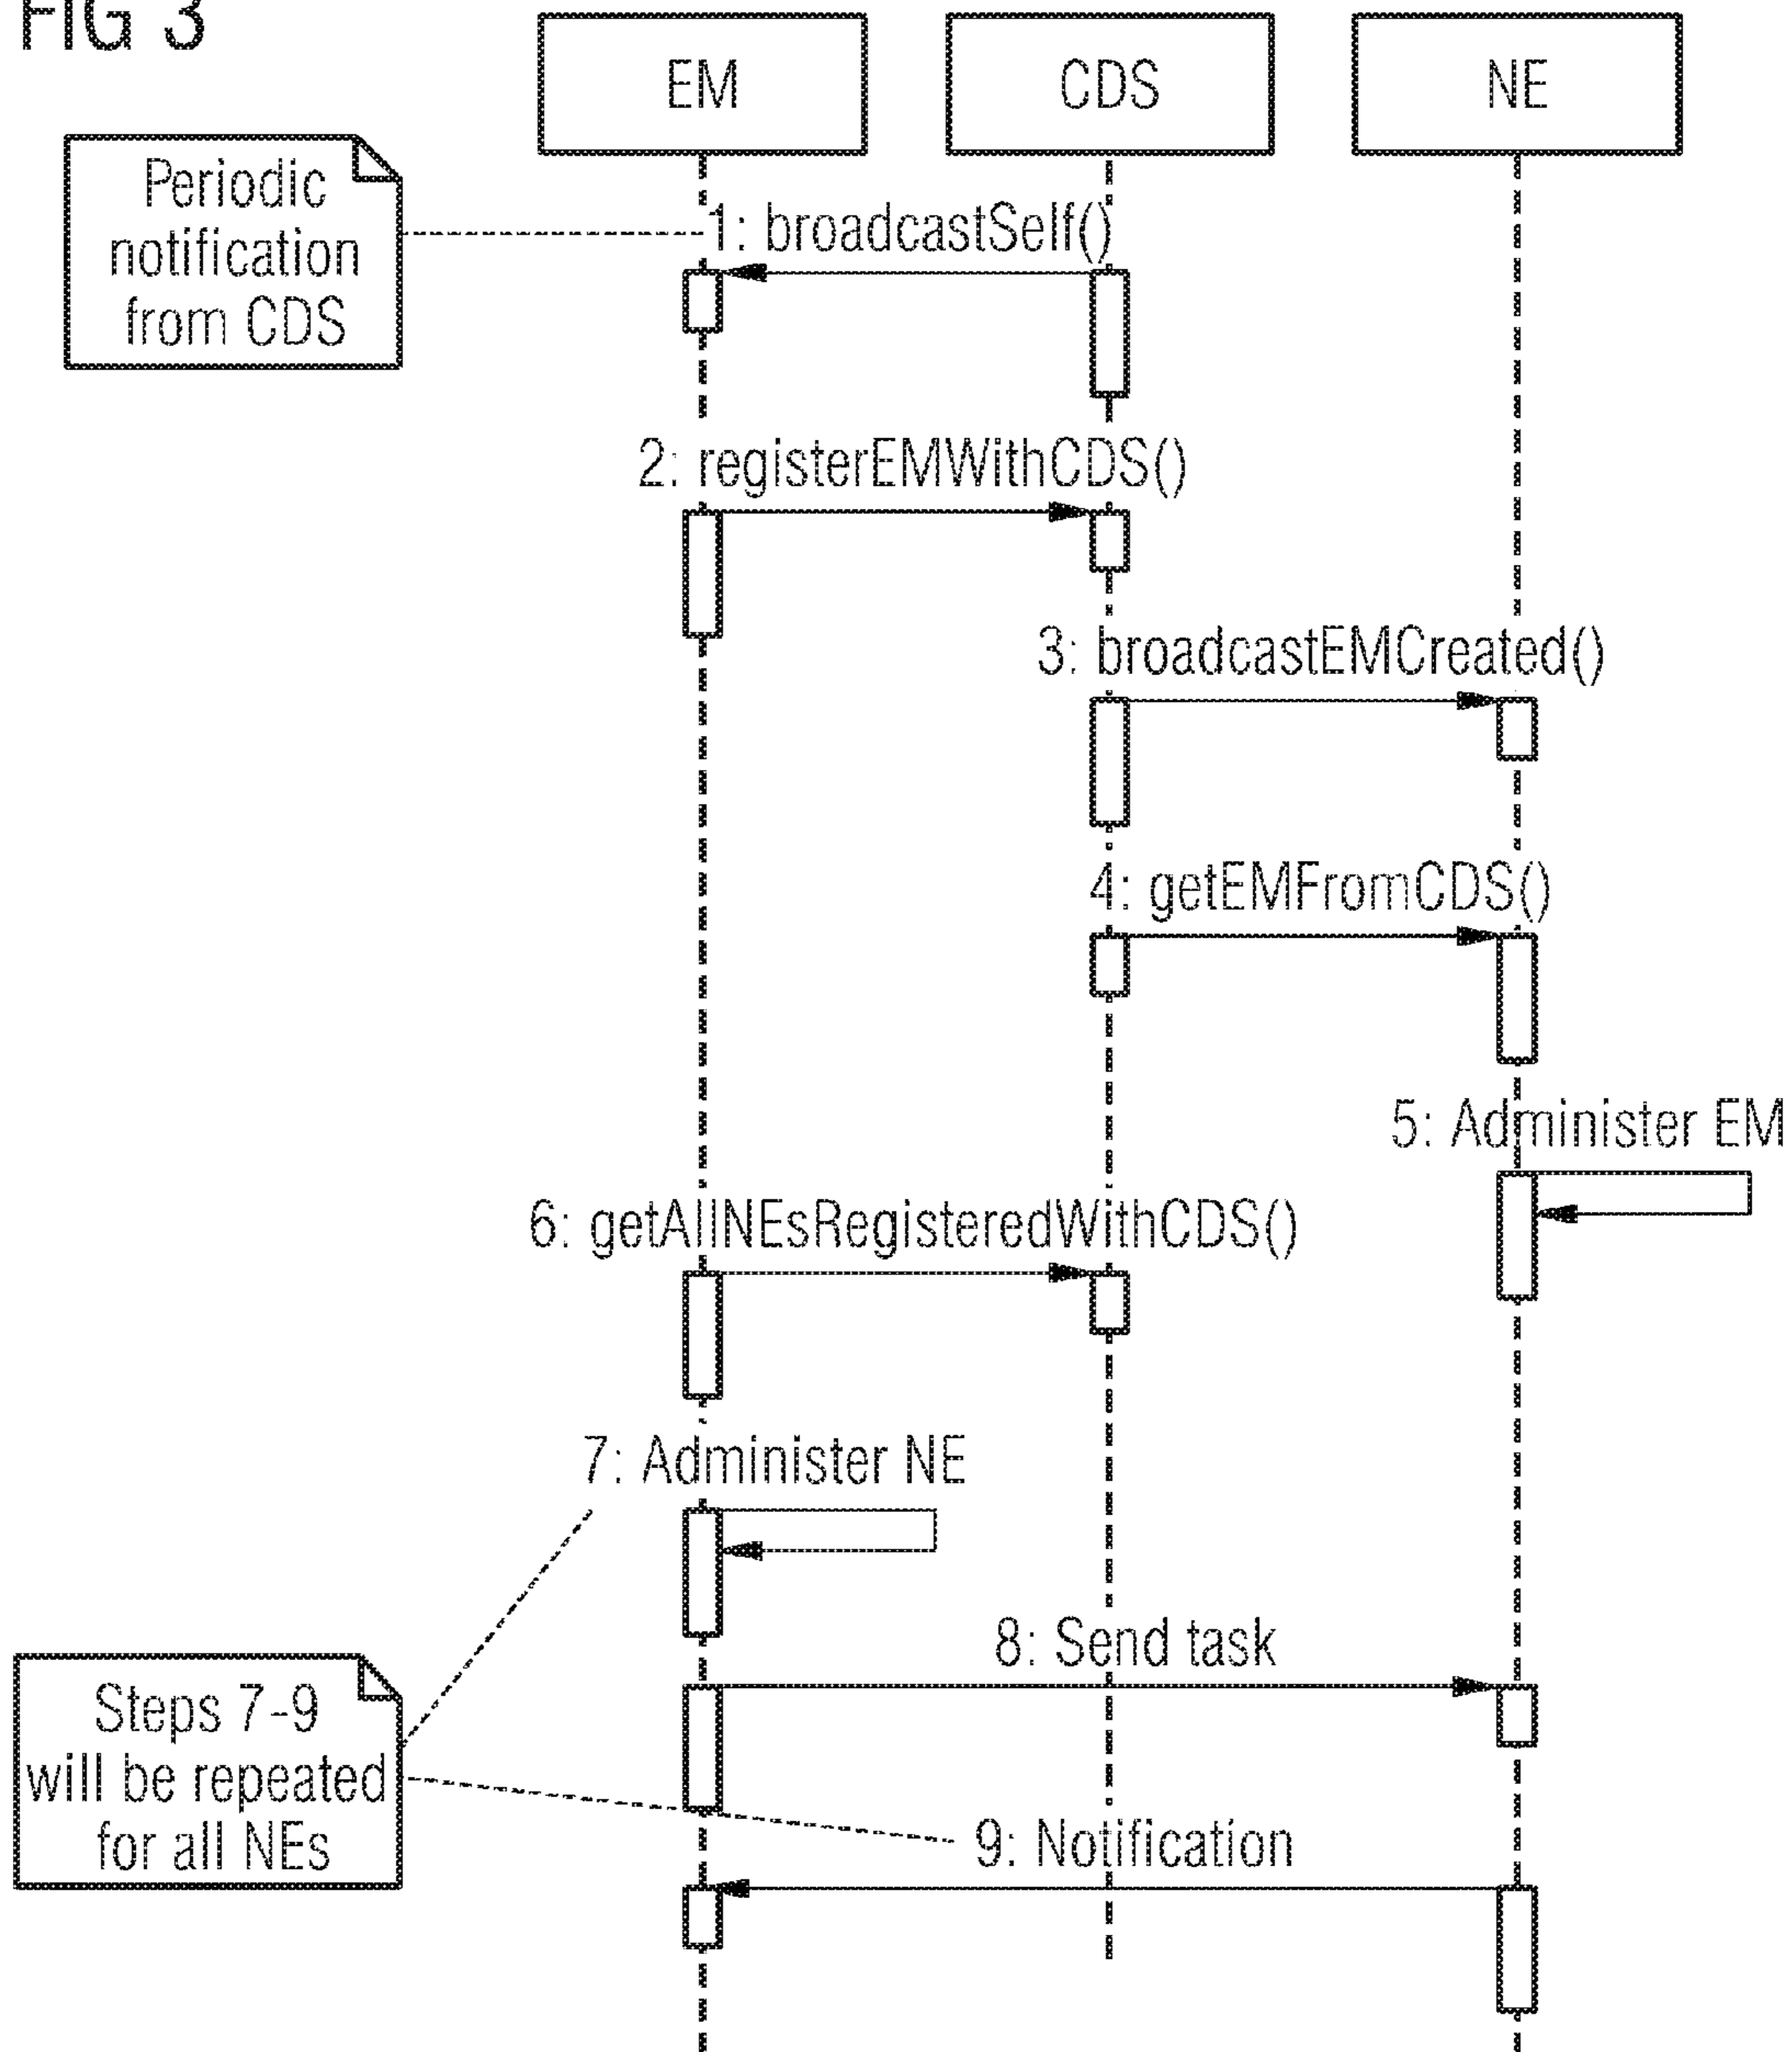 FIG 3
EM
CDS
NE
Periodic
notification
from CDS
1: broadcastSelf()
2: registerEMWithCDS()
3: broadcastEMCreated()
4: getEMFromCDS()
5: Administer EM
6: getAllNEsRegisteredWithCDS()
7: Administer NE
8: Send task
Steps 7-9
will be repeated
for all NEs
9: Notification